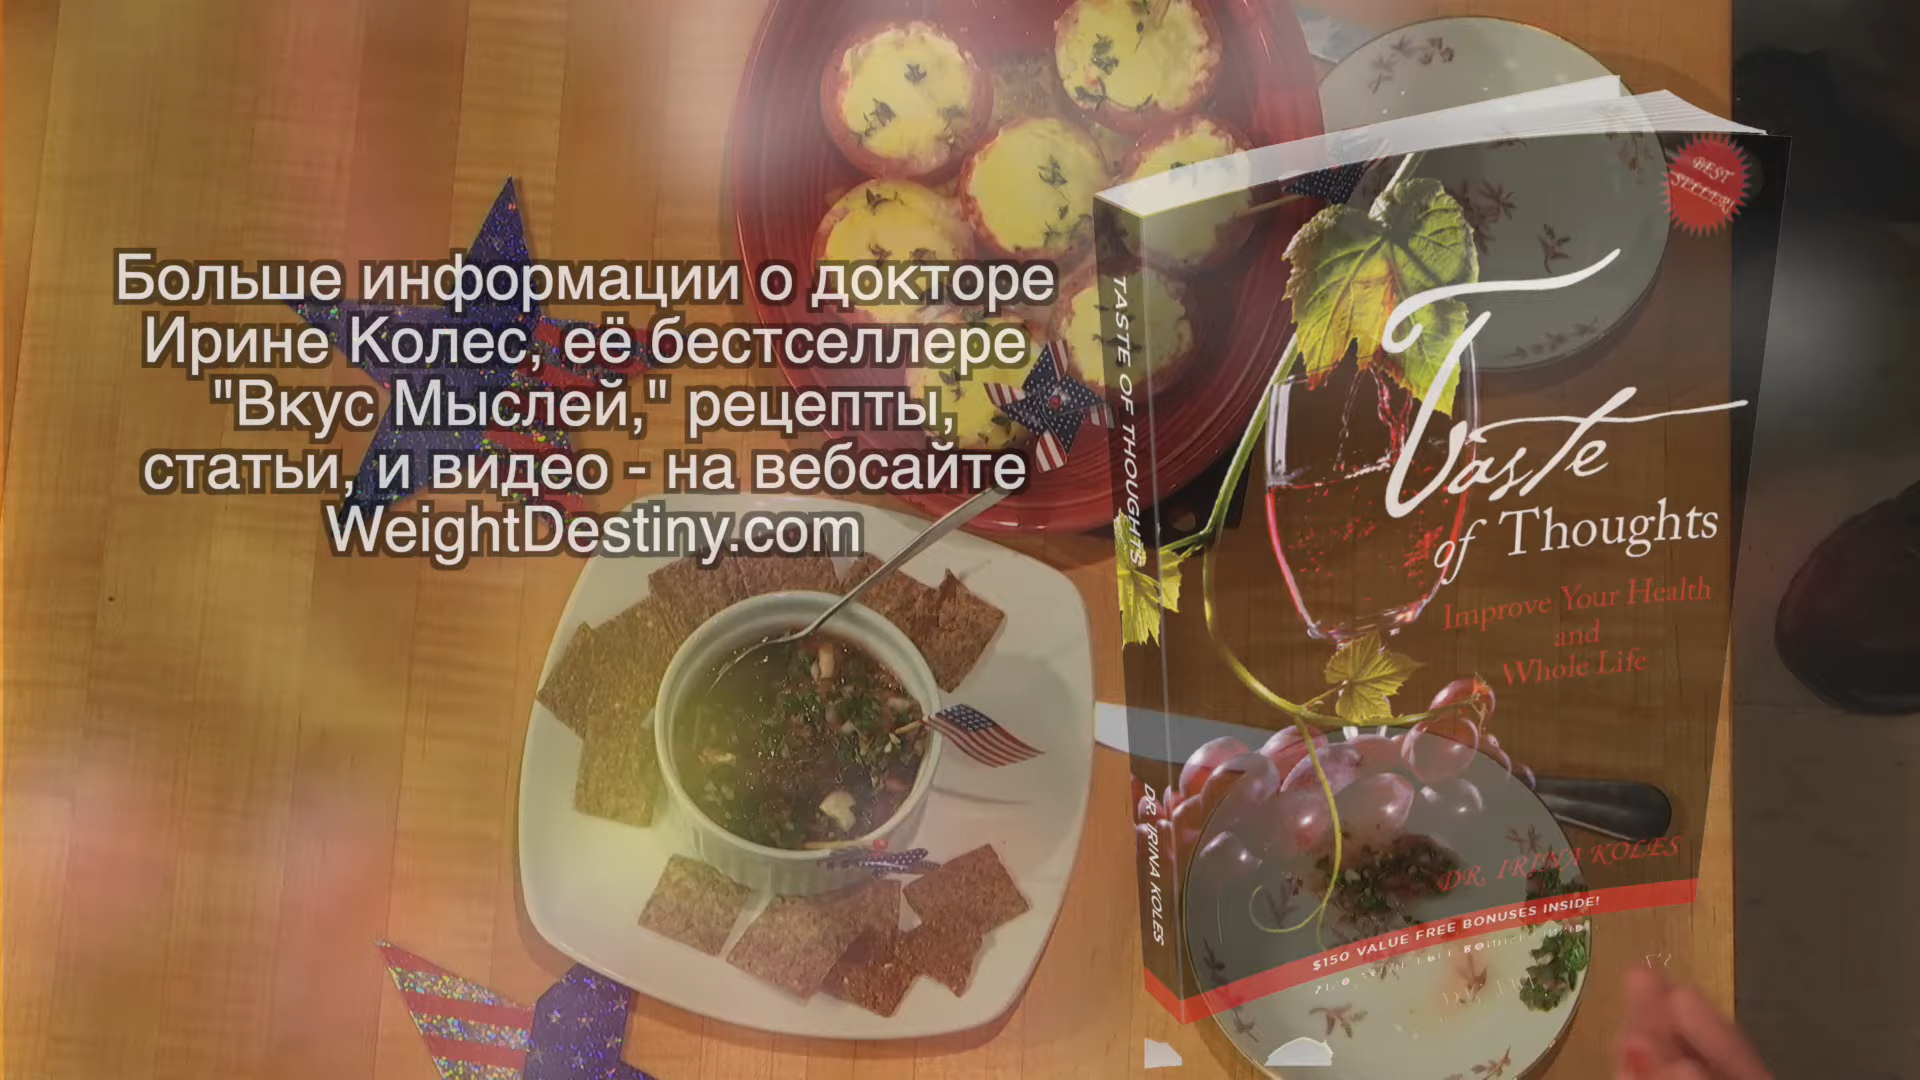 Больше информации о докторе
Ирине Колес, её бестселлере
"Вкус Мыслей," рецепты,
статьи, и видео - на вебсайте
WeightDestiny.com
BEST
SELLER!
TASTE OF THOUGHTS
DR. IRINA KOLES
Taste
of Thoughts
Improve Your Health
and
Whole Life
DR. IRINA KOLES
$150 VALUE FREE BONUSES INSIDE!